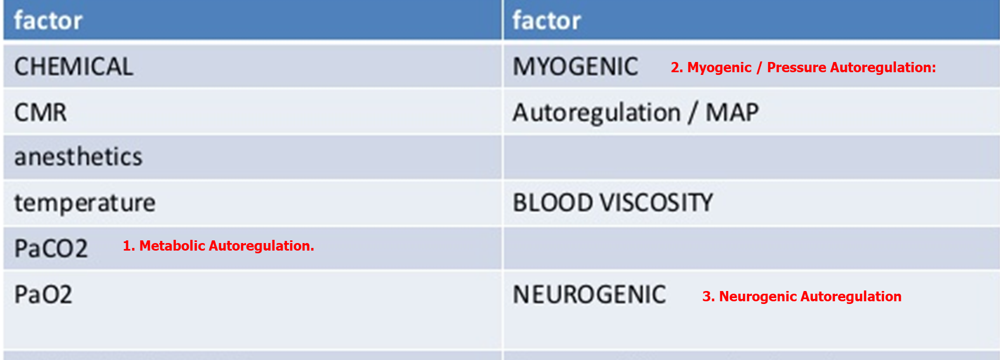 factor factor
CHEMICAL MYOGENIC 2. Myogenic / Pressure Autoregulation:
CMR Autoregulation / MAP
anesthetics
temperature BLOOD VISCOSITY
PaCO2 1. Metabolic Autoregulation.
PaO2 NEUROGENIC 3. Neurogenic Autoregulation